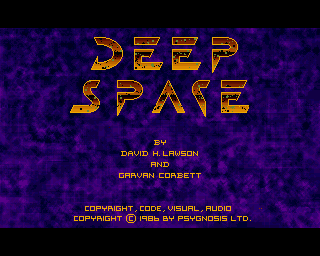 DEEP
SPACE
BY
DAVID H. LAWSON
AND
GARVAN CORBETT
COPYRIGHT, CODE, VISUAL, AUDIO
COPYRIGHT © 1986 BY PSYGNOSIS LTD.